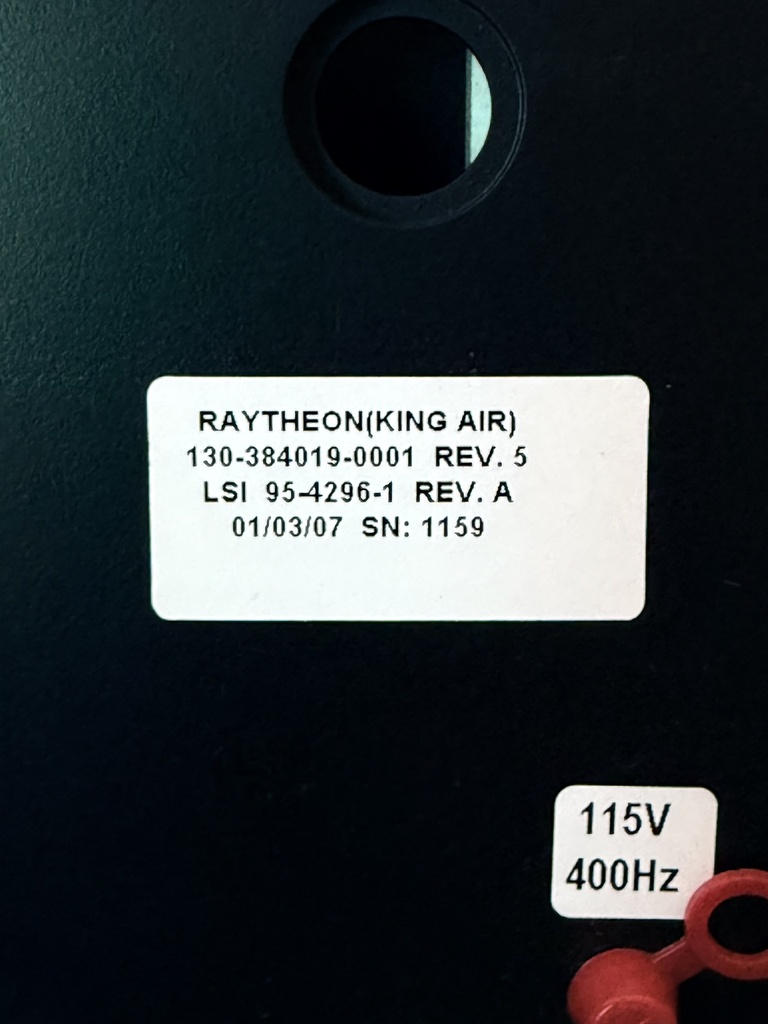 RAYTHEON(KING AIR)
130-384019-0001 REV. 5
LSI 95-4296-1 REV. A
01/03/07 SN: 1159
115V
400Hz